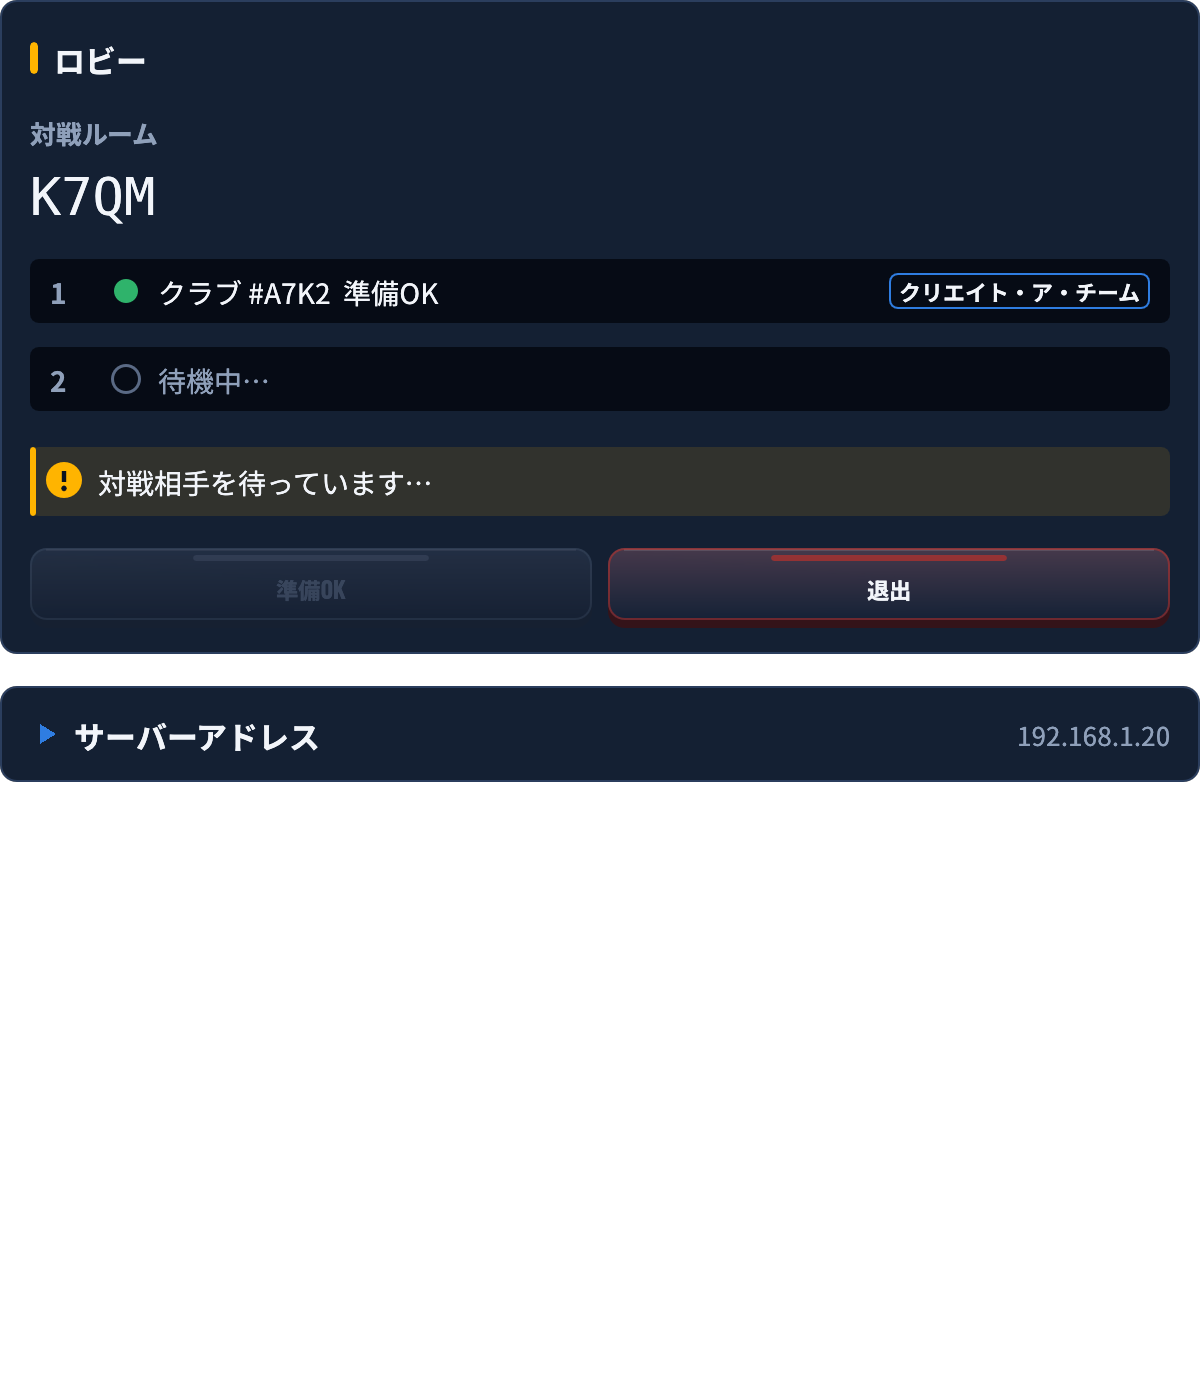 ロビー
対戦ルーム
K7QM
1 クラブ #A7K2 準備OK クリエイト・ア・チーム
2 待機中…
対戦相手を待っています…
準備OK 退出
サーバーアドレス 192.168.1.20